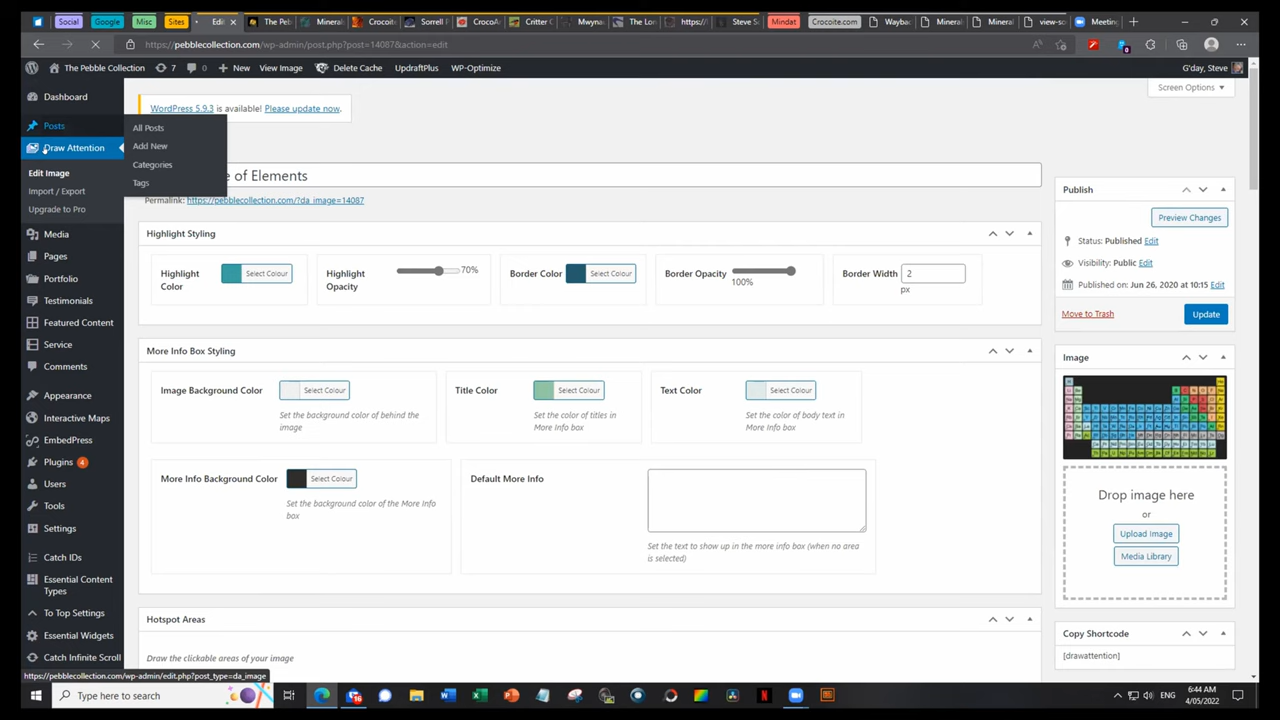 Social
Google
Misc
Sites
Edit
The Peb
Minerals
Crocoite
Sorrell
CrocoA
Critter C
Mwyna
The Lon
https://
Steve S
Mindat
Crocoite.com
Wayba
Minera
Minera
view-sc
Meeting
https://pebblecollection.com/wp-admin/post.php?post=14087&action=edit
The Pebble Collection
7
0
New
View Image
Delete Cache
UpdraftPlus
WP-Optimize
G'day, Steve
Screen Options
WordPress 5.9.3 is available! Please update now.
Dashboard
Posts
Draw Attention
Edit Image
Import / Export
Upgrade to Pro
Media
Pages
Portfolio
Testimonials
Featured Content
Service
Comments
Appearance
Interactive Maps
EmbedPress
Plugins 4
Users
Tools
Settings
Catch IDs
Essential Content
Types
To Top Settings
Essential Widgets
Catch Infinite Scroll
All Posts
Add New
Categories
Tags
e of Elements
Permalink: https://pebblecollection.com/?da_image=14087
Highlight Styling
Highlight
Color
Select Colour
Highlight
Opacity
70%
Border Color
Select Colour
Border Opacity
100%
Border Width
2
px
More Info Box Styling
Image Background Color
Select Colour
Set the background color of behind the
image
Title Color
Select Colour
Set the color of titles in
More Info box
Text Color
Select Colour
Set the color of body text in
More Info box
More Info Background Color
Select Colour
Set the background color of the More Info
box
Default More Info
Set the text to show up in the more info box (when no area
is selected)
Hotspot Areas
Draw the clickable areas of your image
Publish
Preview Changes
Status: Published Edit
Visibility: Public Edit
Published on: Jun 26, 2020 at 10:15 Edit
Move to Trash
Update
Image
Drop image here
or
Upload Image
Media Library
Copy Shortcode
[drawattention]
https://pebblecollection.com/wp-admin/edit.php?post_type=da_image
Type here to search
6:44 AM
4/05/2022